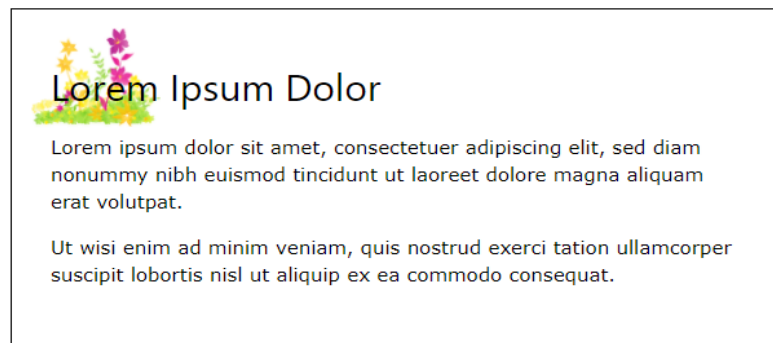 Lorem Ipsum Dolor
Lorem ipsum dolor sit amet, consectetuer adipiscing elit, sed diam
nonummy nibh euismod tincidunt ut laoreet dolore magna aliquam
erat volutpat.
Ut wisi enim ad minim veniam, quis nostrud exerci tation ullamcorper
suscipit lobortis nisl ut aliquip ex ea commodo consequat.